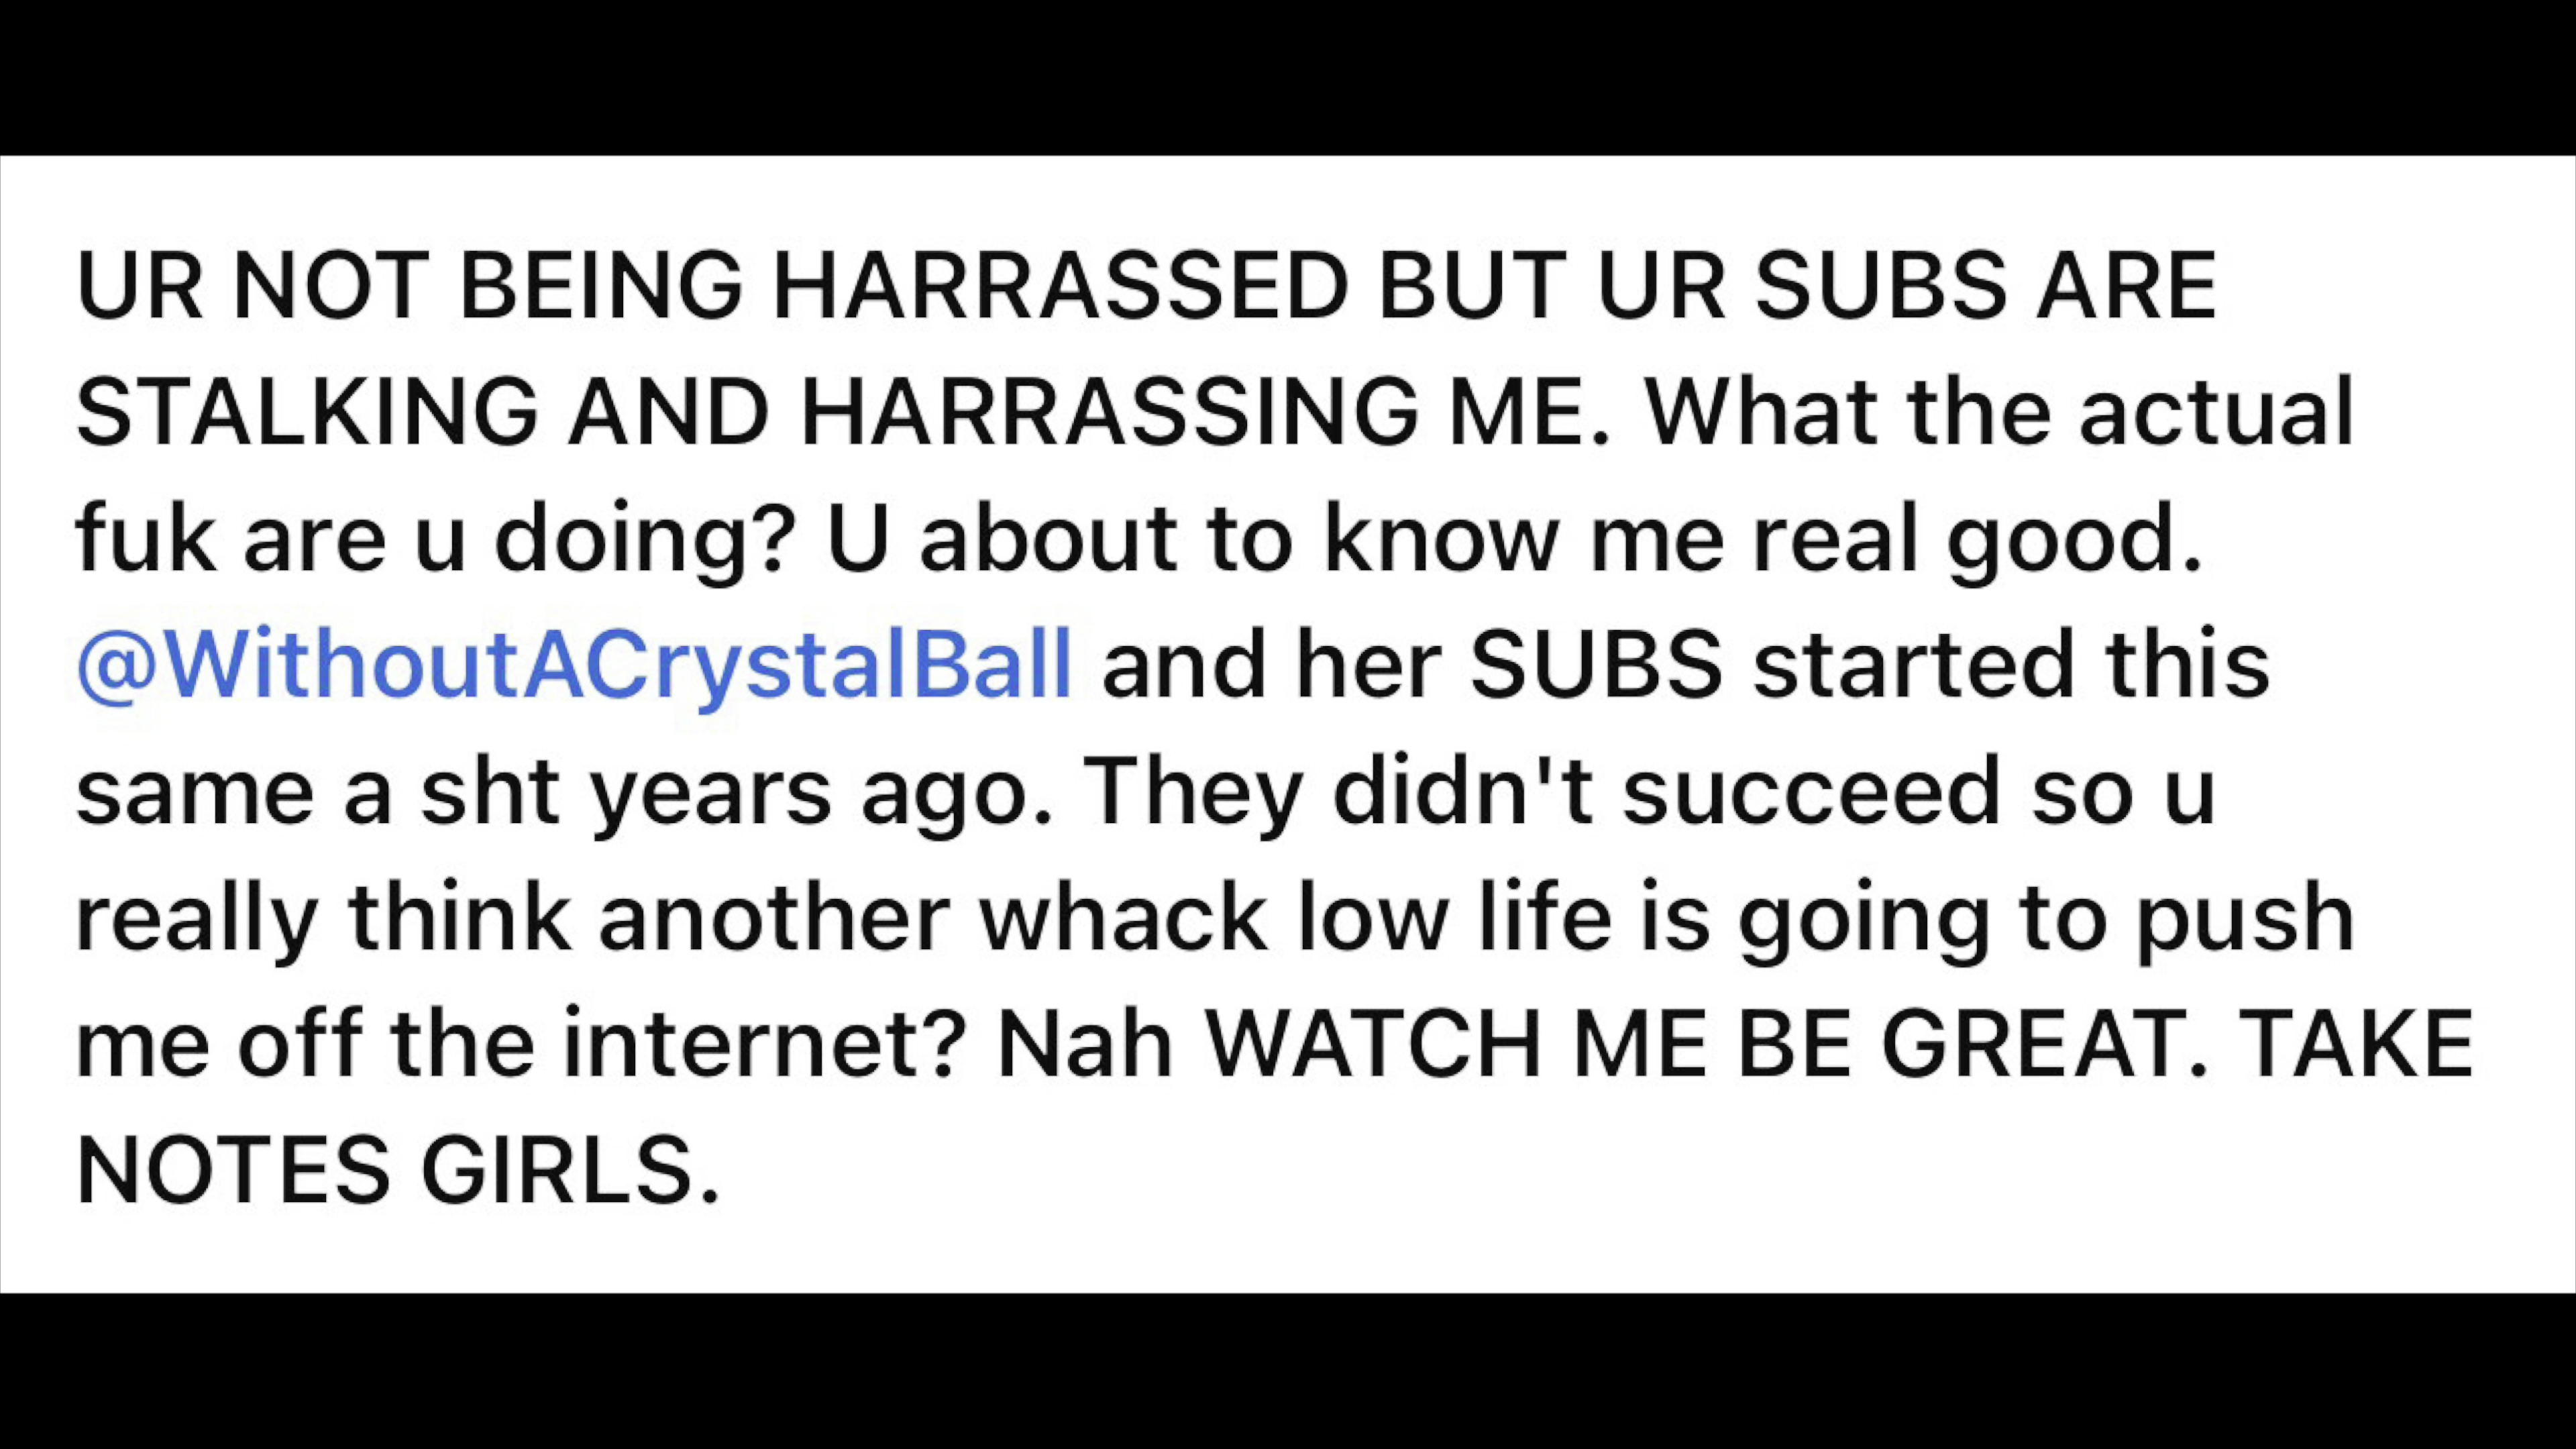 UR NOT BEING HARRASSED BUT UR SUBS ARE
STALKING AND HARRASSING ME. What the actual
fuk are u doing? U about to know me real good.
@WithoutACrystalBall and her SUBS started this
same a sht years ago. They didn't succeed so u
really think another whack low life is going to push
me off the internet? Nah WATCH ME BE GREAT. TAKE
NOTES GIRLS.